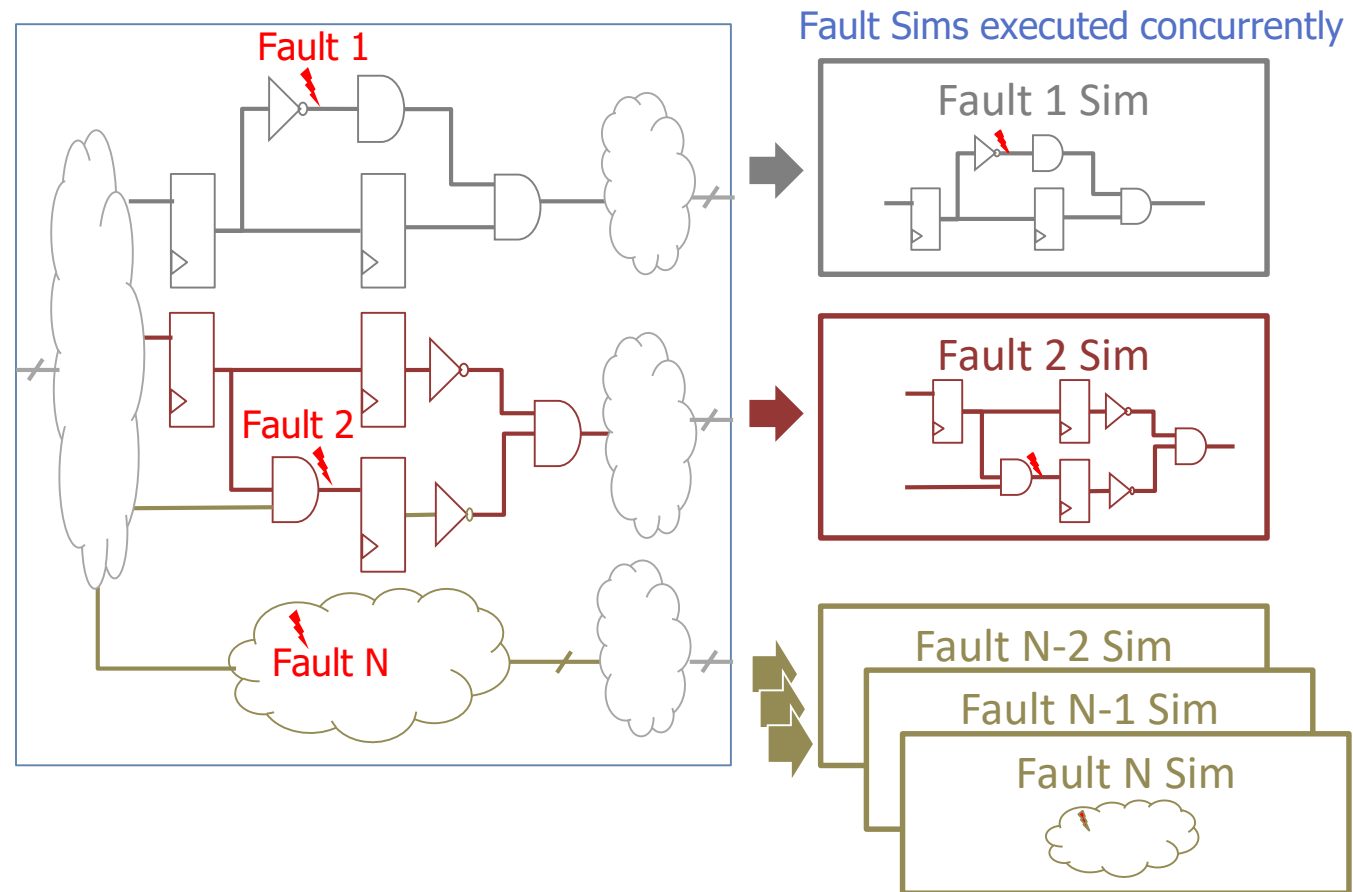 Fault Sims executed concurrently
Fault 1
Fault 1 Sim
Fault 2
Fault 2 Sim
Fault N
Fault N-2 Sim
Fault N-1 Sim
Fault N Sim